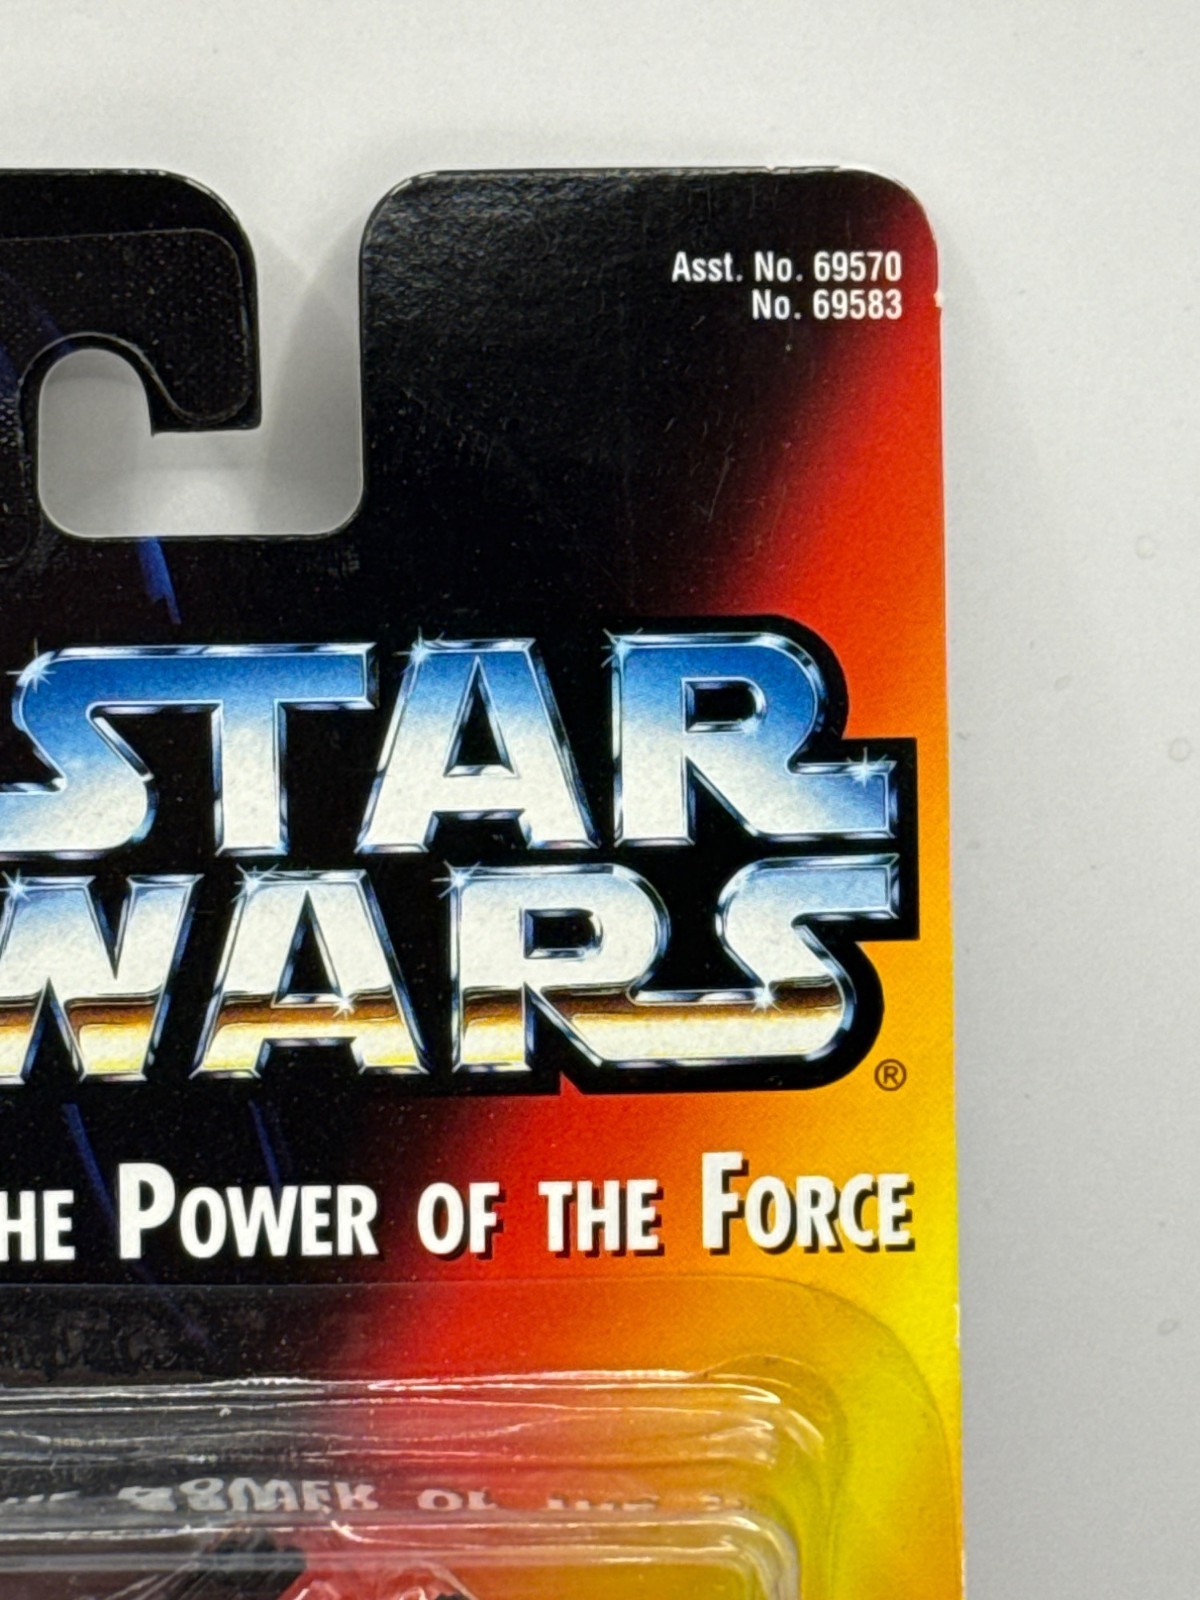 Asst. No. 69570
No. 69583
STAR
WARS
®
HE POWER OF THE FORCE